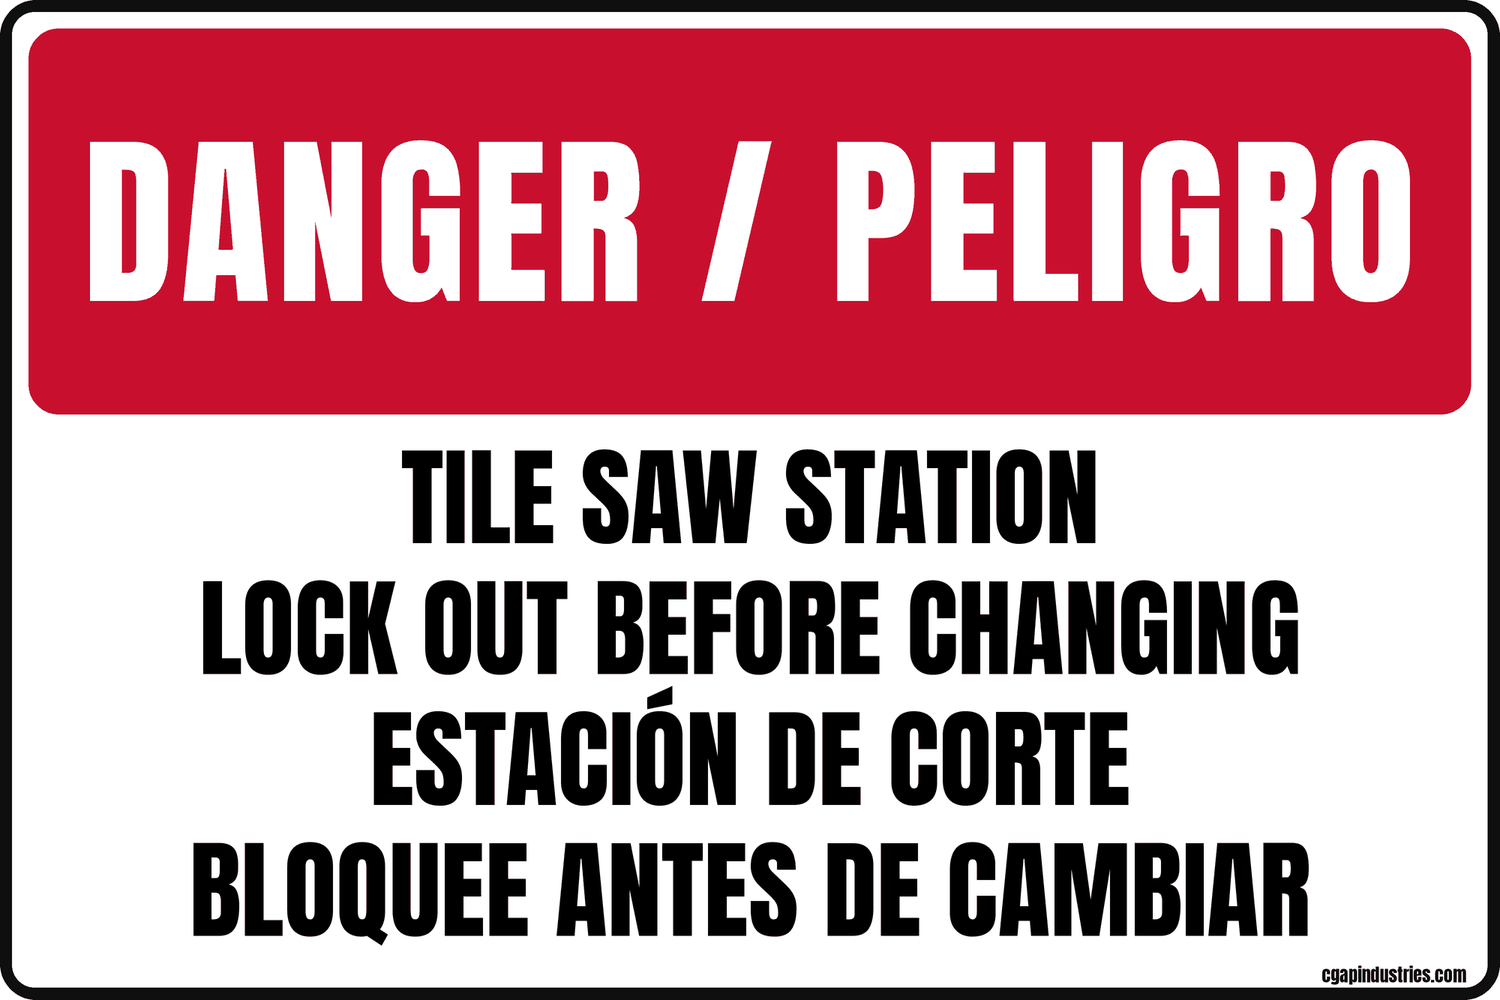 DANGER / PELIGRO
TILE SAW STATION
LOCK OUT BEFORE CHANGING
ESTACIÓN DE CORTE
BLOQUEE ANTES DE CAMBIAR
cgapindustries.com